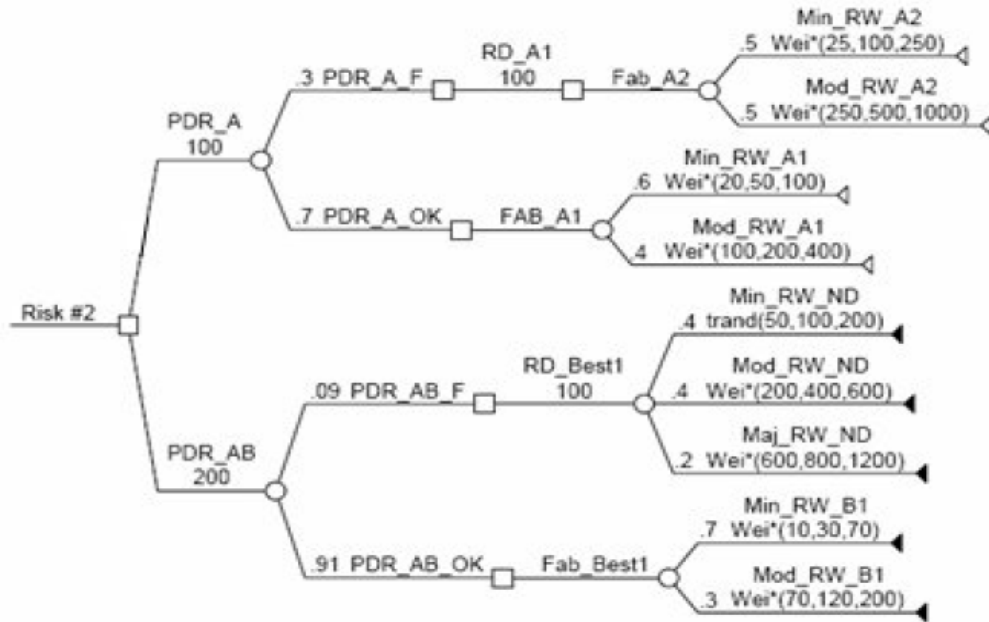 Min_RW_A2
.5 Wei*(25,100,250)
RD_A1
.3 PDR_A_F
100
Fab_A2
Mod_RW_A2
.5 Wei*(250,500,1000)
PDR_A
100
Min_RW_A1
.6 Wei*(20,50,100)
.7 PDR_A_OK
FAB_A1
Mod_RW_A1
.4 Wei*(100,200,400)
Risk #2
Min_RW_ND
.4 trand(50,100,200)
RD_Best1
.09 PDR_AB_F
100
Mod_RW_ND
.4 Wei*(200,400,600)
PDR_AB
200
Maj_RW_ND
.2 Wei*(600,800,1200)
Min_RW_B1
.7 Wei*(10,30,70)
.91 PDR_AB_OK
Fab_Best1
Mod_RW_B1
.3 Wei*(70,120,200)